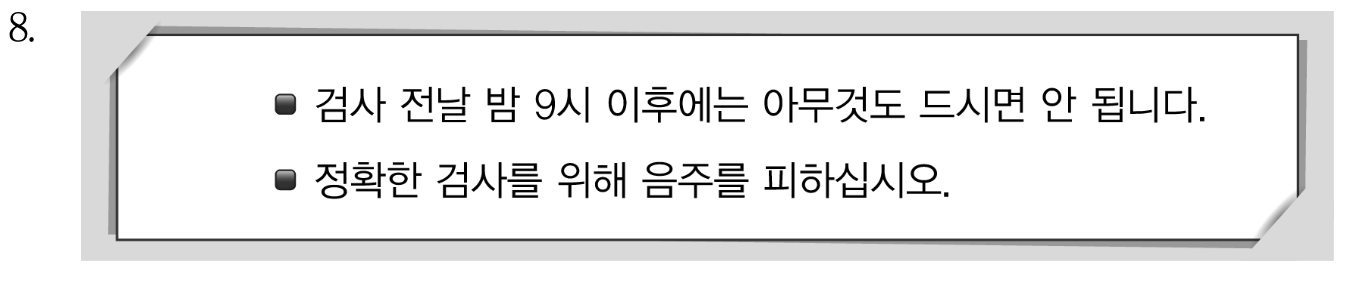 8.
■ 검사 전날 밤 9시 이후에는 아무것도 드시면 안 됩니다.
■ 정확한 검사를 위해 음주를 피하십시오.